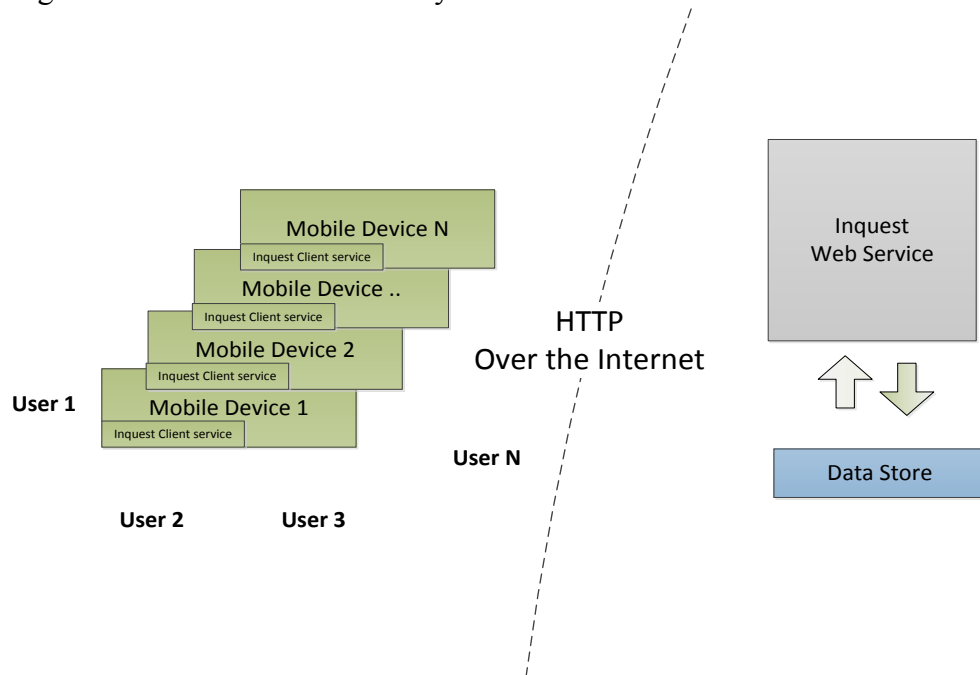 Mobile Device N
Inquest Client service
Mobile Device ..
Inquest Client service
Mobile Device 2
Inquest Client service
Mobile Device 1
Inquest Client service
User 1
User 2
User 3
User N
HTTP
Over the Internet
Inquest
Web Service
Data Store